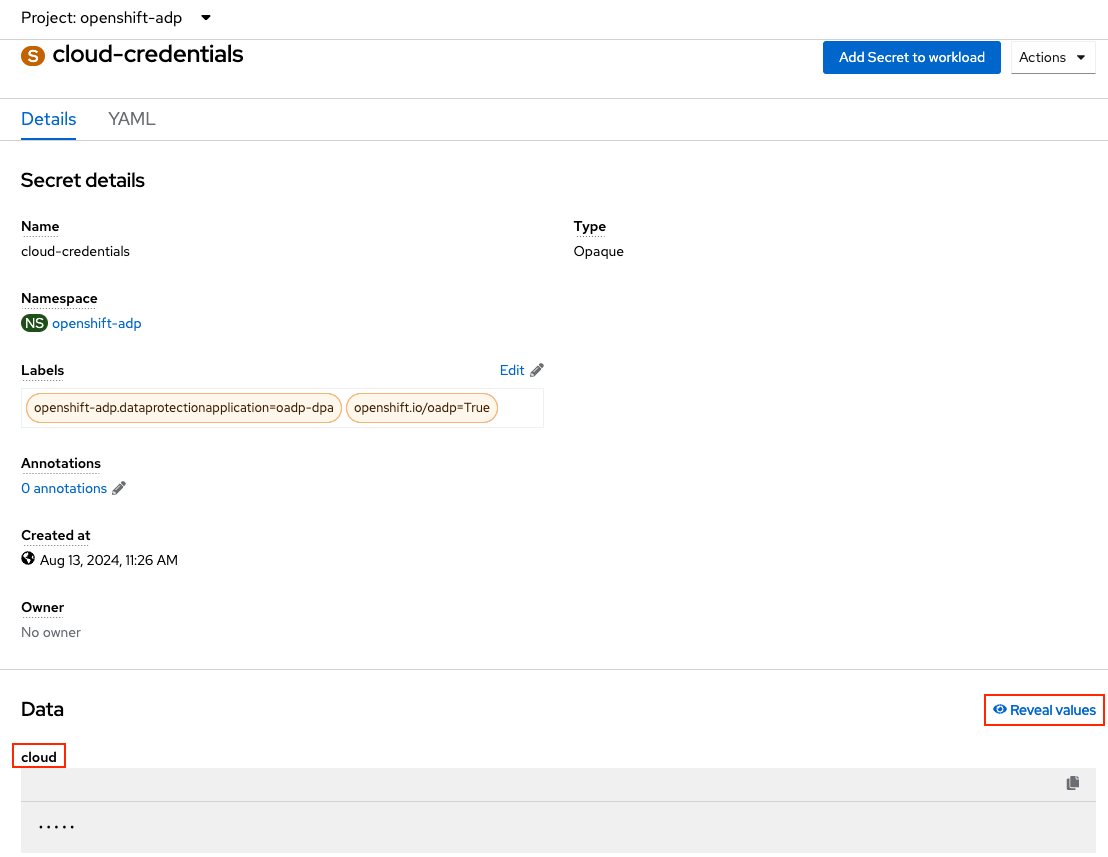 Project: openshift-adp
S cloud-credentials
Add Secret to workload Actions
Details YAML
Secret details
Name Type
cloud-credentials Opaque
Namespace
NS openshift-adp
Labels Edit
openshift-adp.dataprotectionapplication=oadp-dpa openshift.io/oadp=True
Annotations
0 annotations
Created at
Aug 13, 2024, 11:26 AM
Owner
No owner
Data Reveal values
cloud
.....